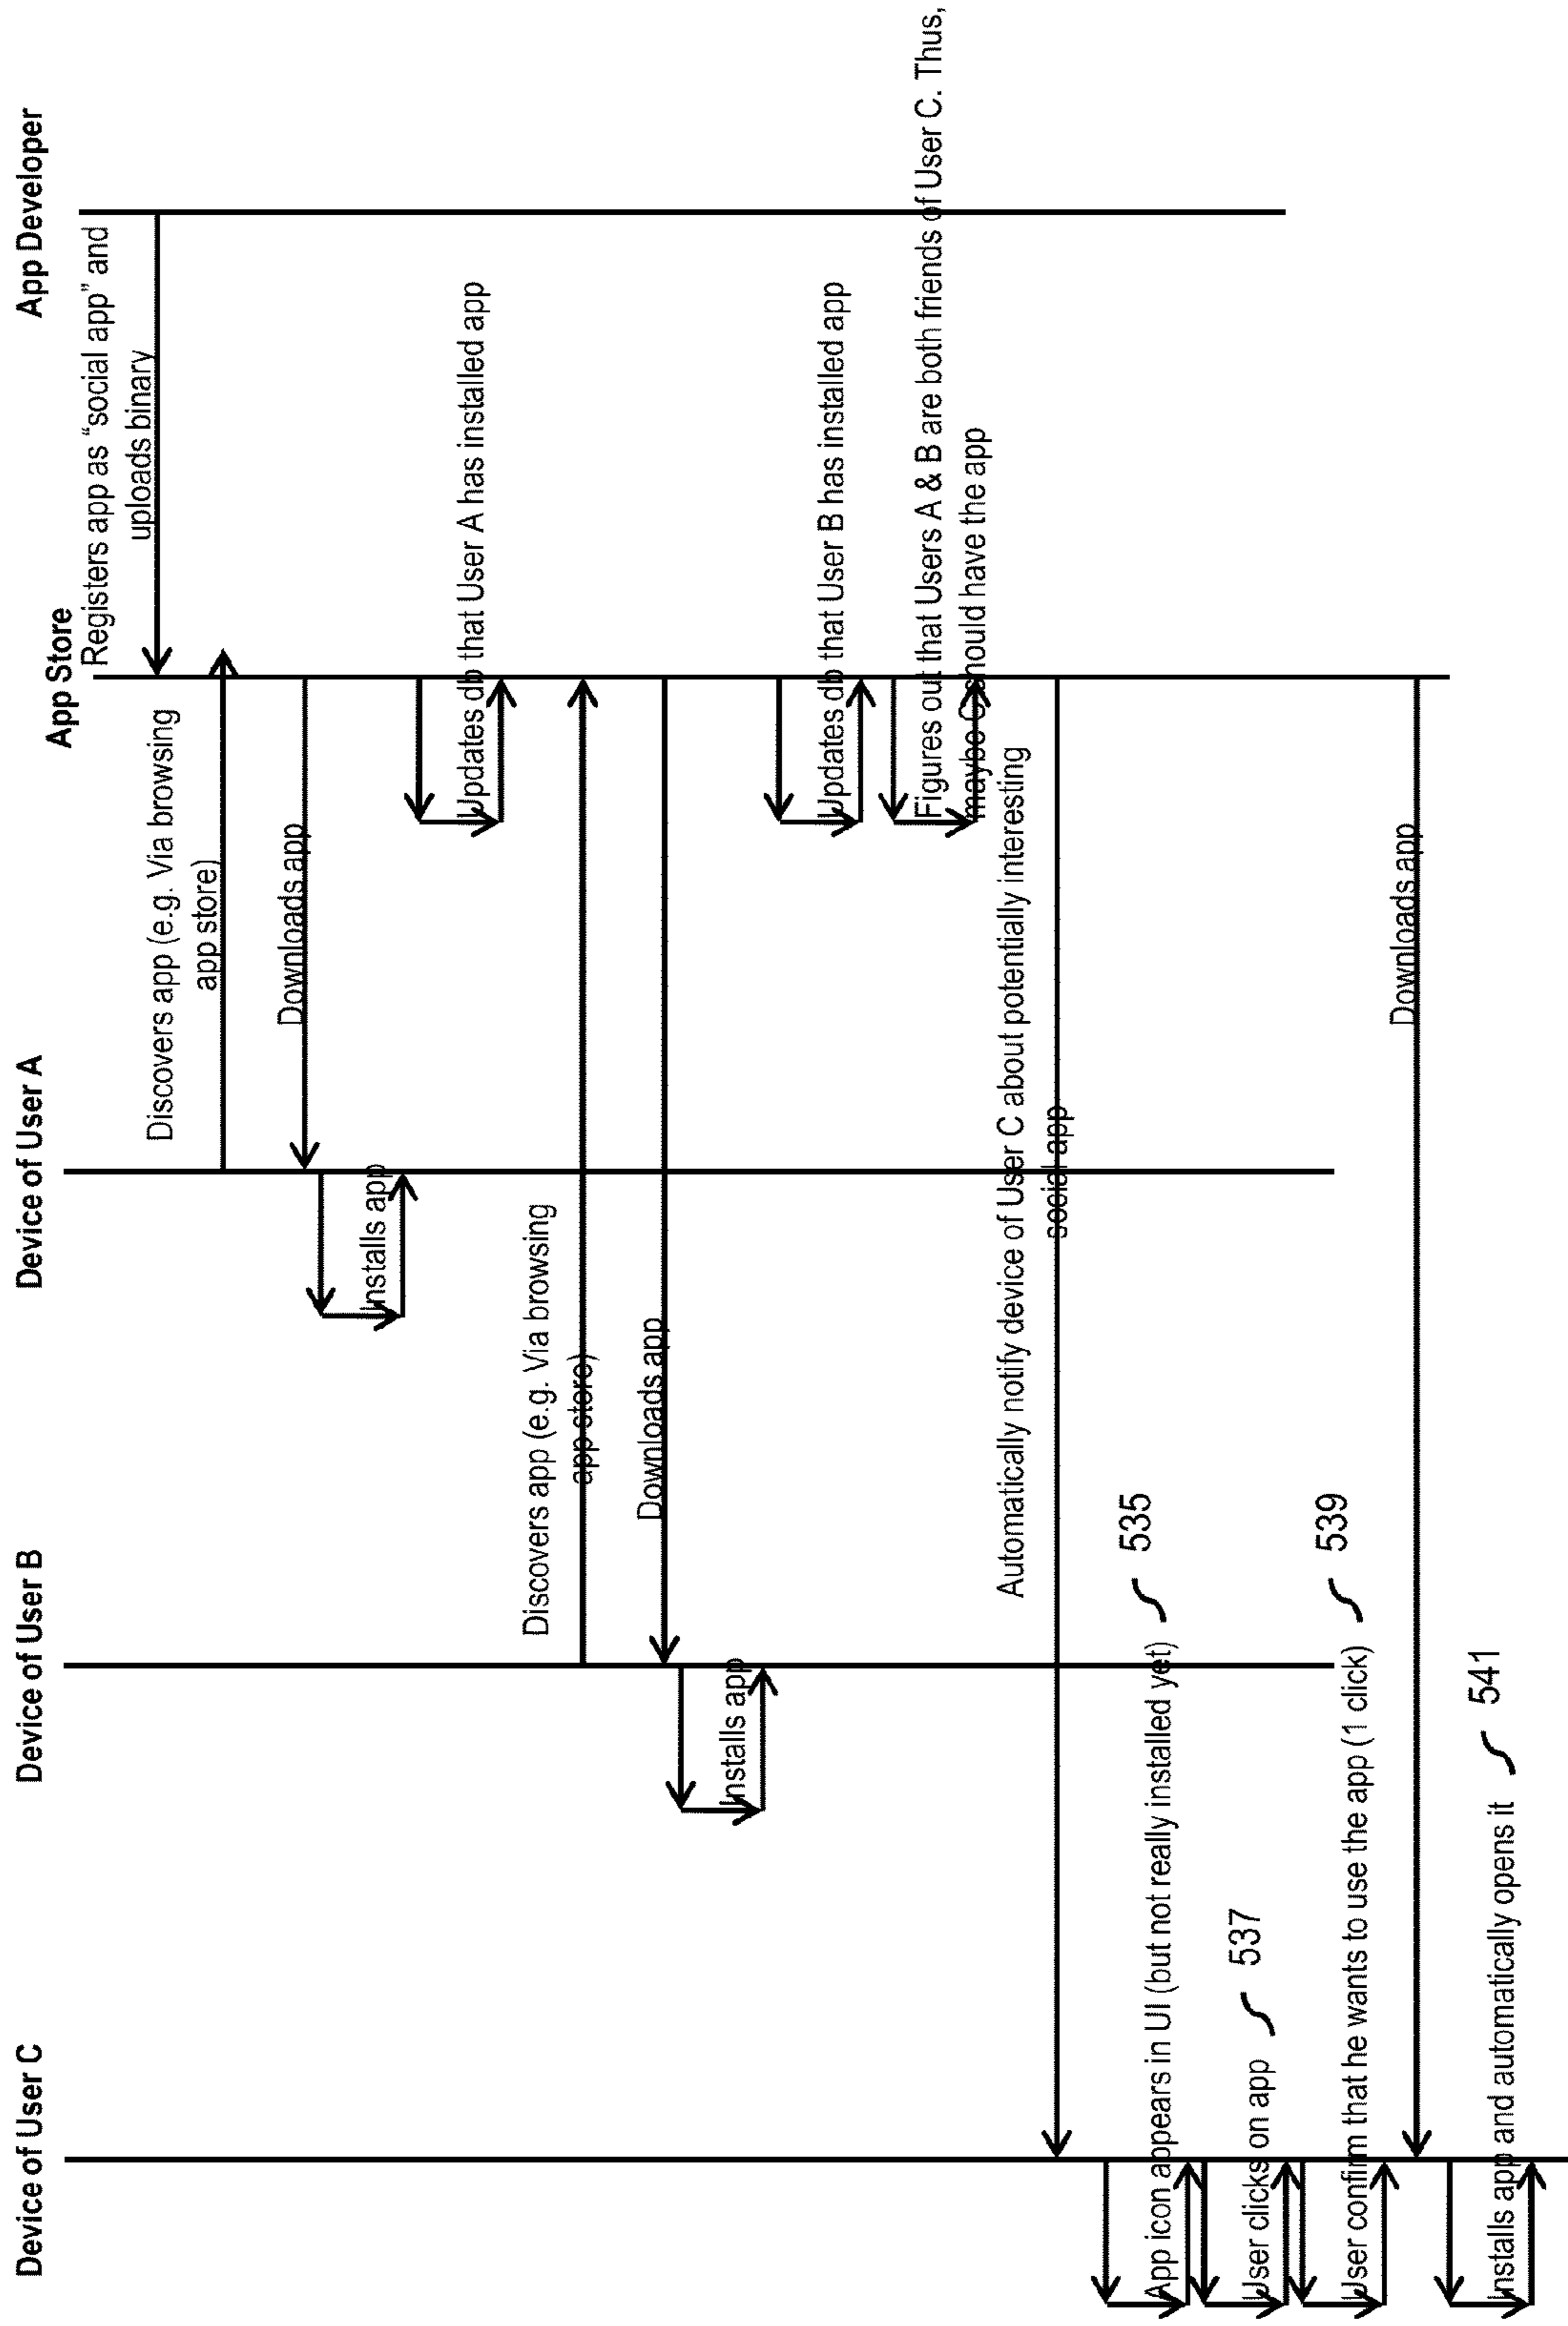 Device of User C
Device of User B
Device of User A
App Store
App Developer
Registers app as “social app” and
uploads binary
Discovers app (e.g. Via browsing
app store)
Downloads app
Installs app
Updates db that User A has installed app
Discovers app (e.g. Via browsing
app store)
Downloads app
Installs app
Updates db that User B has installed app
Figures out that Users A & B are both friends of User C. Thus,
maybe C should have the app
Automatically notify device of User C about potentially interesting
social app
App icon appears in UI (but not really installed yet) 535
User clicks on app 537
User confirm that he wants to use the app (1 click) 539
Downloads app
Installs app and automatically opens it 541